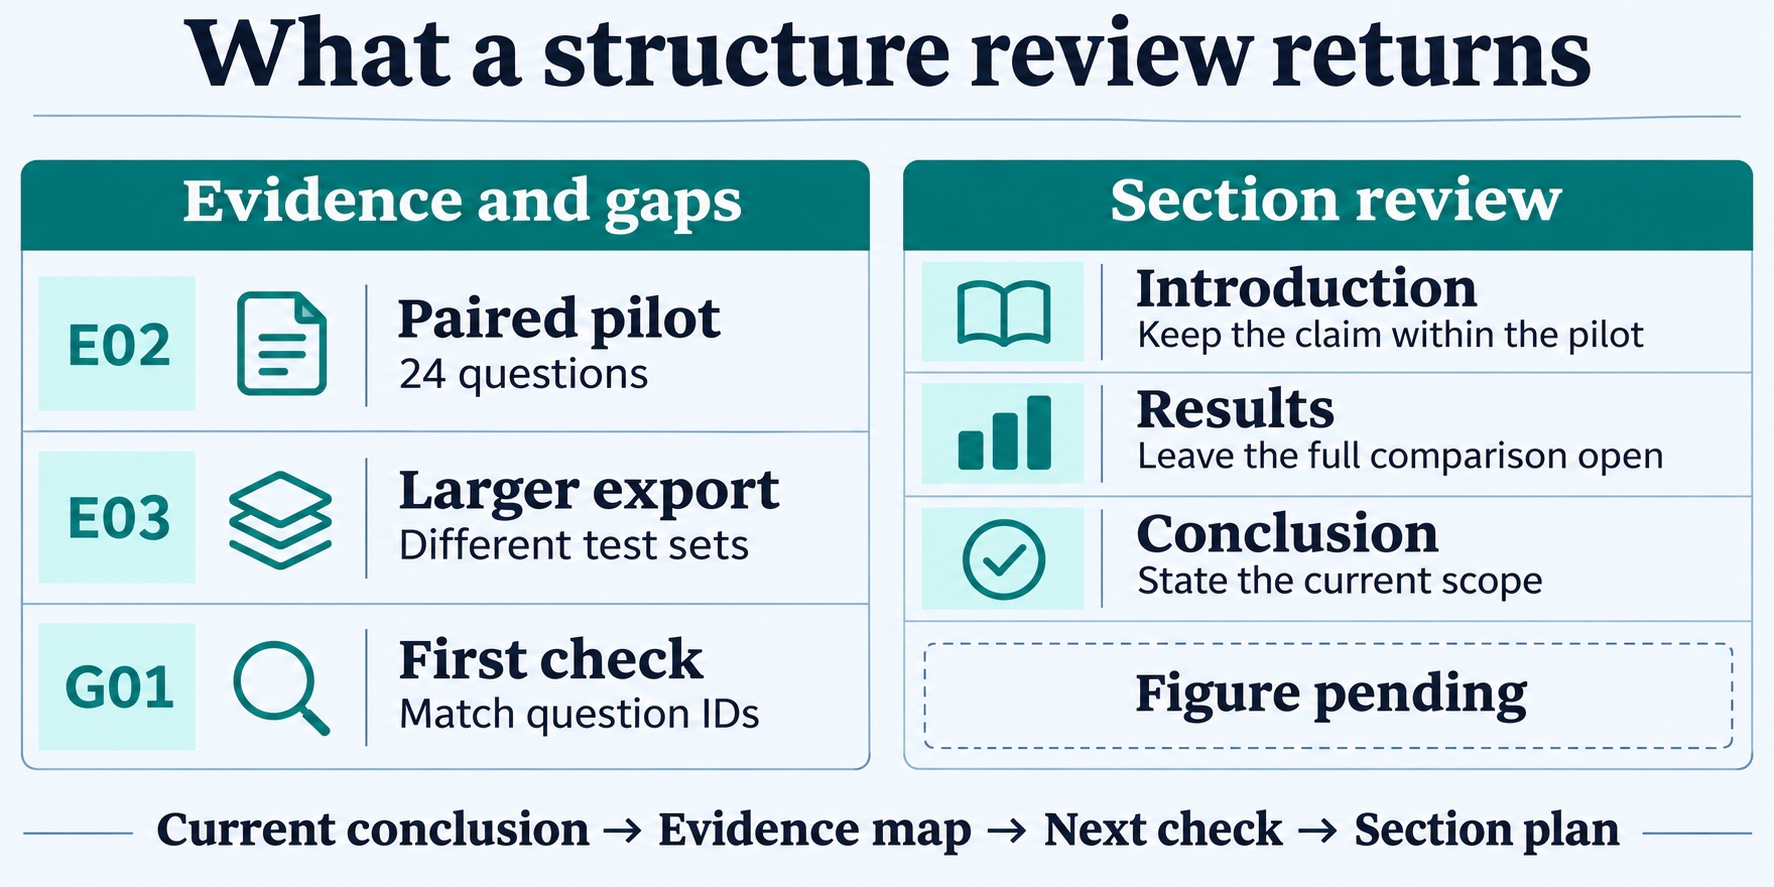 What a structure review returns
Evidence and gaps
E02
Paired pilot
24 questions
E03
Larger export
Different test sets
G01
First check
Match question IDs
Section review
Introduction
Keep the claim within the pilot
Results
Leave the full comparison open
Conclusion
State the current scope
Figure pending
Current conclusion → Evidence map → Next check → Section plan